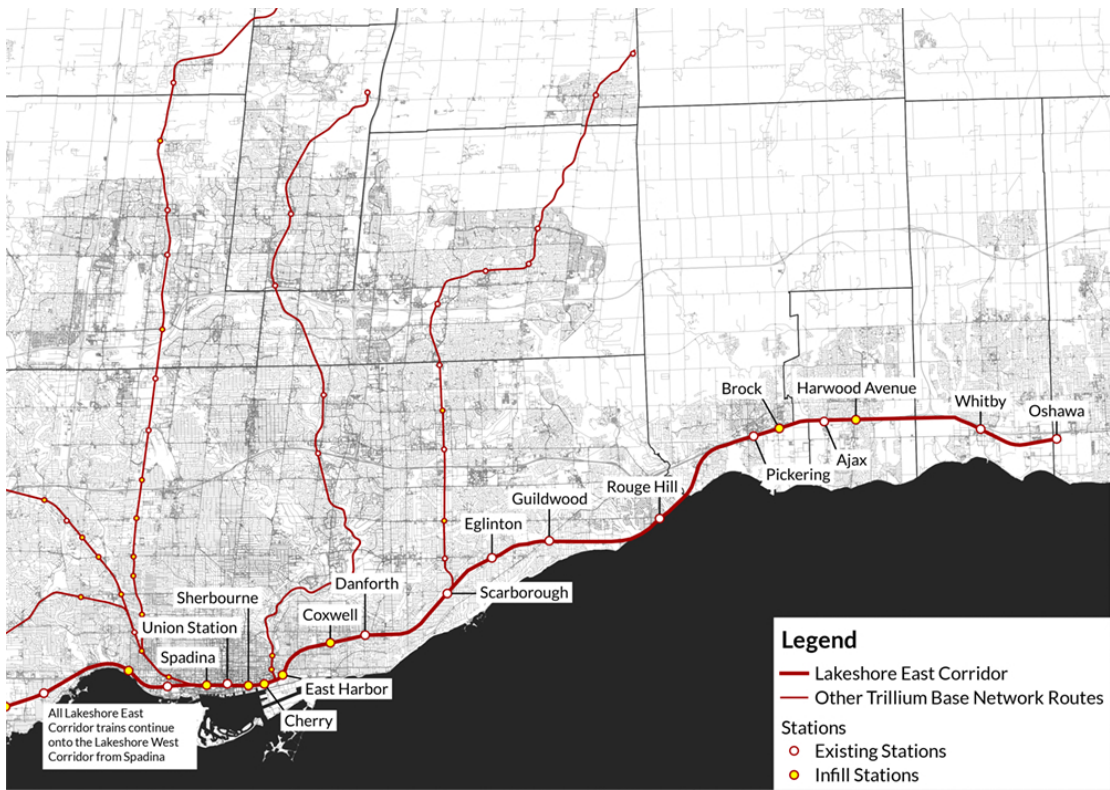 Brock
Harwood Avenue
Whitby
Oshawa
Pickering
Ajax
Rouge Hill
Guildwood
Eglinton
Scarborough
Danforth
Coxwell
Sherbourne
Union Station
Spadina
East Harbor
Cherry
All Lakeshore East
Corridor trains continue
onto the Lakeshore West
Corridor from Spadina
Legend
Lakeshore East Corridor
Other Trillium Base Network Routes
Stations
Existing Stations
Infill Stations